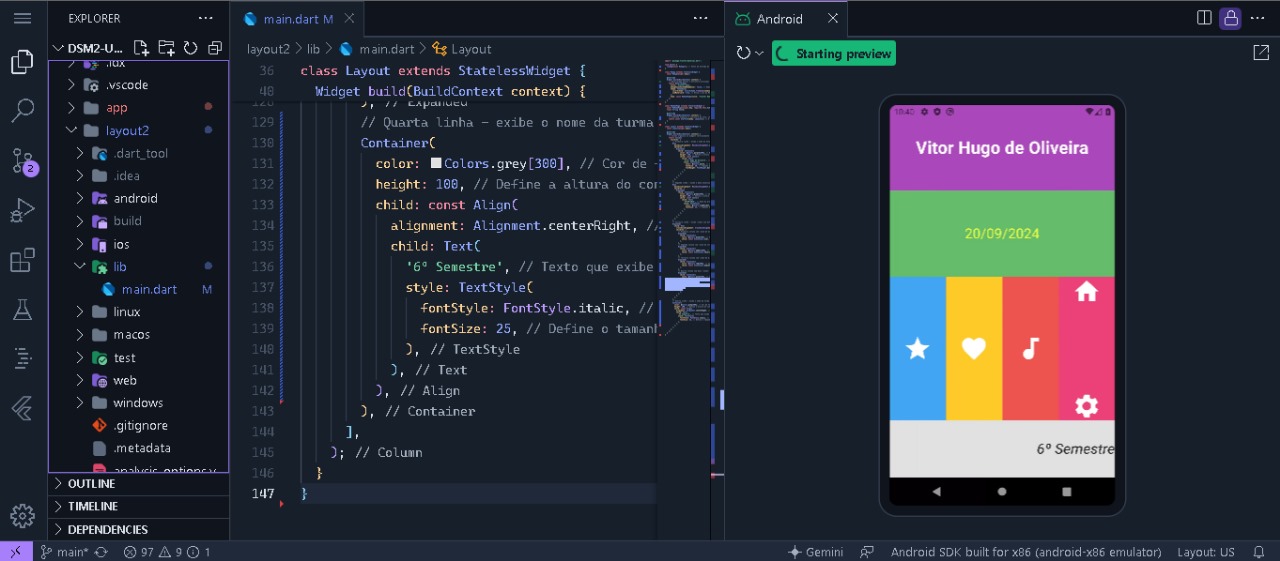 EXPLORER
main.dart M
Android
DSM2-U...
layout2 > lib > main.dart > Layout
Starting preview
.idx
.vscode
app
layout2
.dart_tool
.idea
android
build
ios
lib
main.dart M
linux
macos
test
web
windows
.gitignore
.metadata
analysis_options.y
OUTLINE
TIMELINE
DEPENDENCIES
36 class Layout extends StatelessWidget {
40 Widget build(BuildContext context) {
128 ), // Expanded
129 // Quarta linha – exibe o nome da turma
130 Container(
131 color: Colors.grey[300], // Cor de
132 height: 100, // Define a altura do con
133 child: const Align(
134 alignment: Alignment.centerRight, //
135 child: Text(
136 '6º Semestre', // Texto que exibe
137 style: TextStyle(
138 fontStyle: FontStyle.italic, //
139 fontSize: 25, // Define o tamanh
140 ), // TextStyle
141 ), // Text
142 ), // Align
143 ), // Container
144 ],
145 ); // Column
146 }
147 }
Vitor Hugo de Oliveira
20/09/2024
6º Semestre
main* 97 9 1
2
Gemini
Android SDK built for x86 (android-x86 emulator)
Layout: US